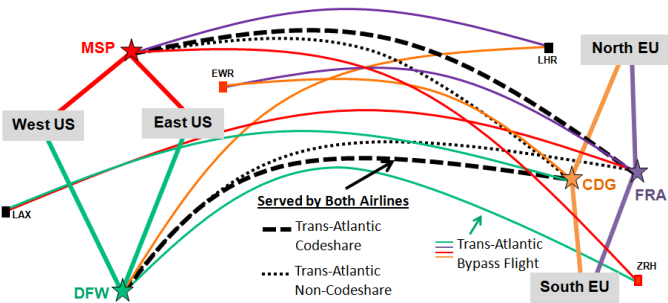 MSP
North EU
LHR
EWR
West US
East US
CDG
FRA
Served by Both Airlines
LAX
Trans-Atlantic
Codeshare
Trans-Atlantic
Bypass Flight
Trans-Atlantic
Non-Codeshare
ZRH
DFW
South EU